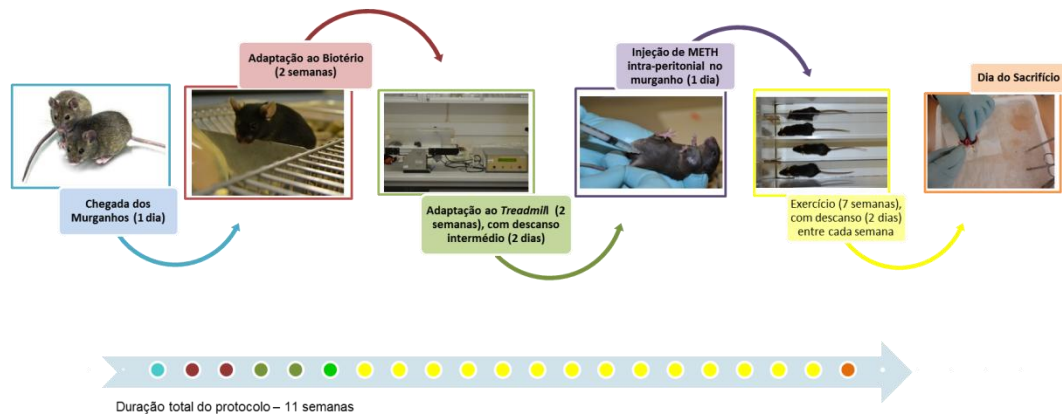 Chegada dos
Murganhos (1 dia)
Adaptação ao Biotério
(2 semanas)
Adaptação ao Treadmill (2
semanas), com descanso
intermédio (2 dias)
Injeção de METH
intra-peritonial no
murganho (1 dia)
Exercício (7 semanas),
com descanso (2 dias)
entre cada semana
Dia do Sacrifício
Duração total do protocolo – 11 semanas